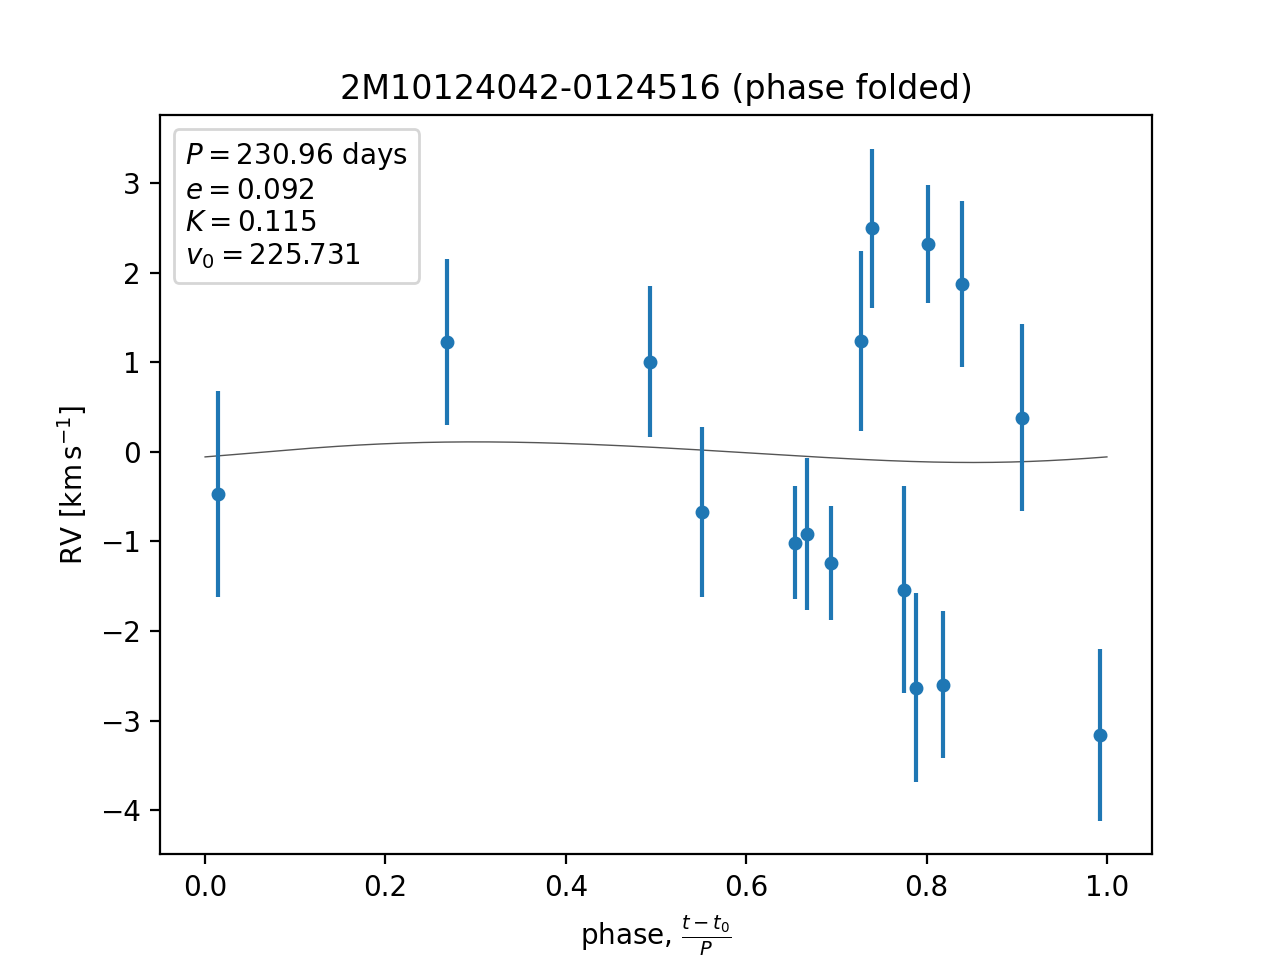 2M10124042-0124516 (phase folded)
P = 230.96 days
e = 0.092
K = 0.115
v₀ = 225.731
3
2
1
0
−1
−2
−3
−4
RV [km s⁻¹]
0.0 0.2 0.4 0.6 0.8 1.0
phase, (t − t₀)/P